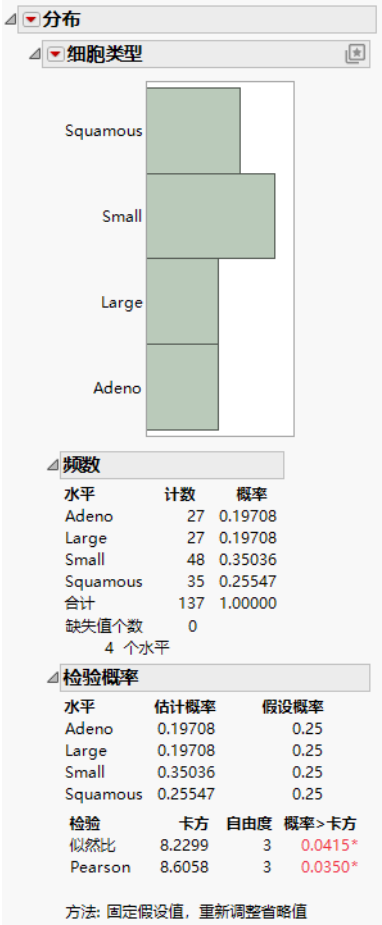 分布
细胞类型
Squamous
Small
Large
Adeno
频数
水平 计数 概率
Adeno 27 0.19708
Large 27 0.19708
Small 48 0.35036
Squamous 35 0.25547
合计 137 1.00000
缺失值个数 0
4 个水平
检验概率
水平 估计概率 假设概率
Adeno 0.19708 0.25
Large 0.19708 0.25
Small 0.35036 0.25
Squamous 0.25547 0.25
检验 卡方 自由度 概率>卡方
似然比 8.2299 3 0.0415*
Pearson 8.6058 3 0.0350*
方法: 固定假设值，重新调整省略值